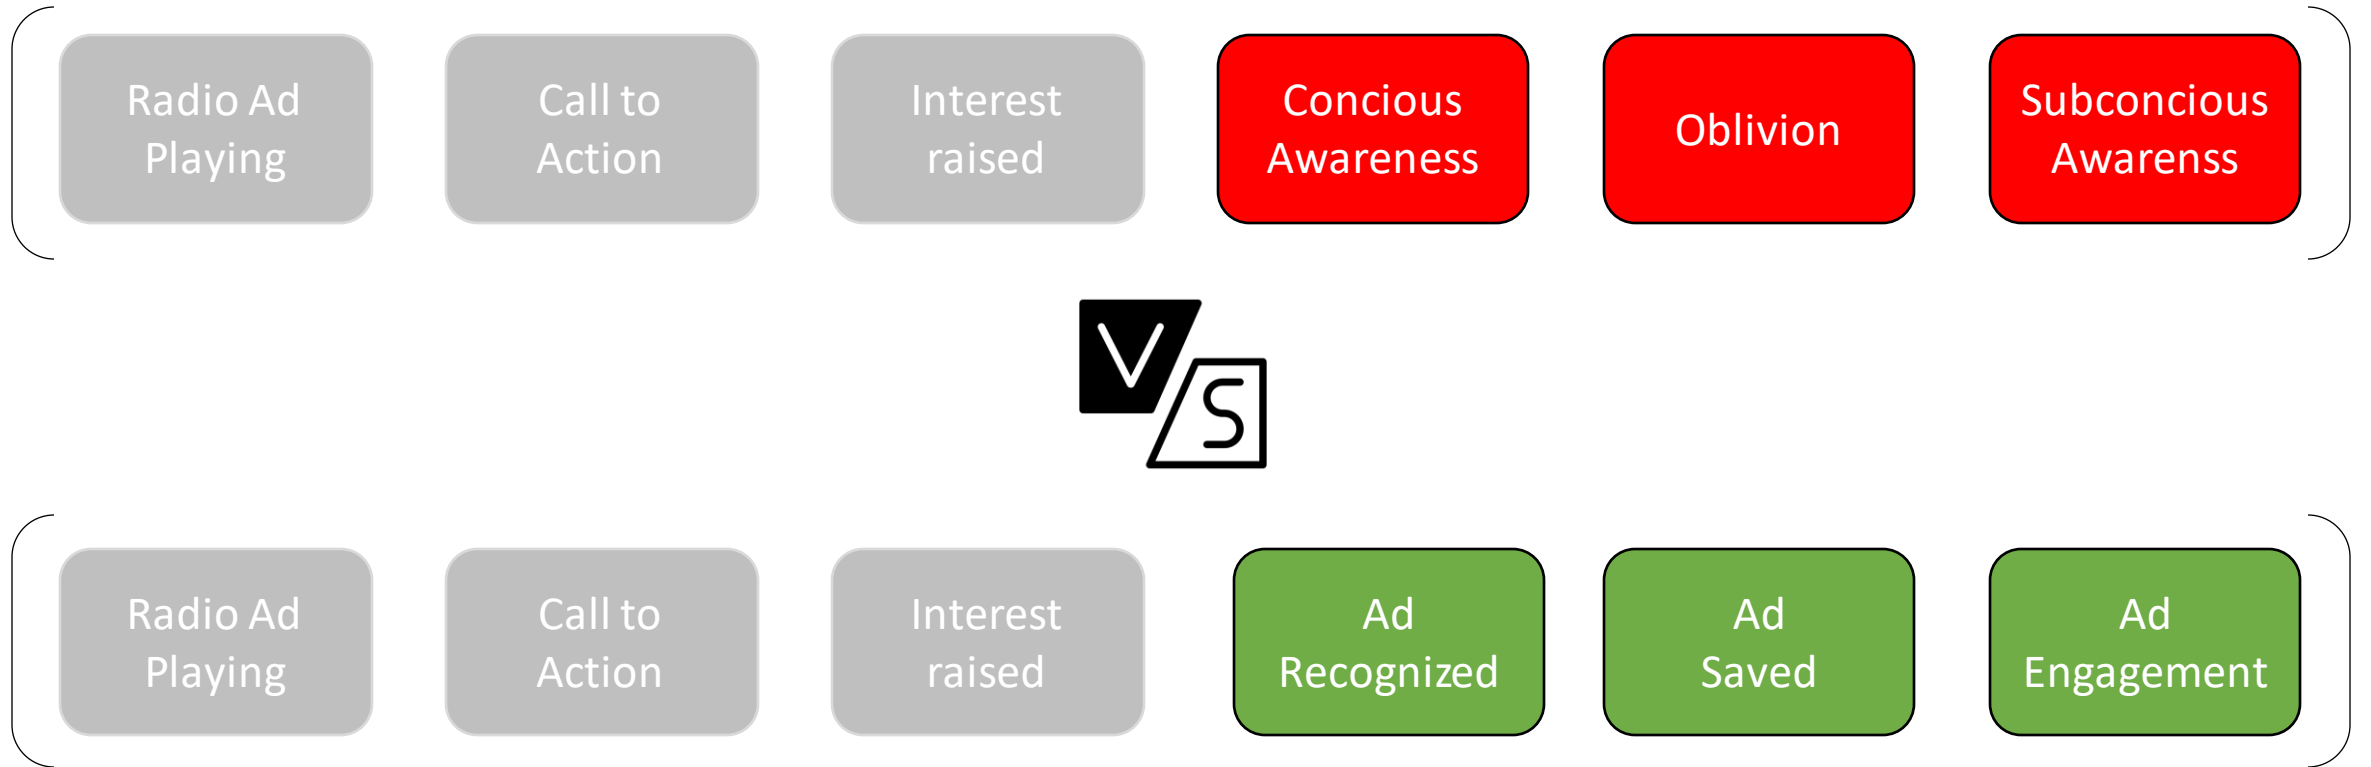 Radio Ad
Playing
Call to
Action
Interest
raised
Concious
Awareness
Oblivion
Subconcious
Awarenss
V
S
Radio Ad
Playing
Call to
Action
Interest
raised
Ad
Recognized
Ad
Saved
Ad
Engagement